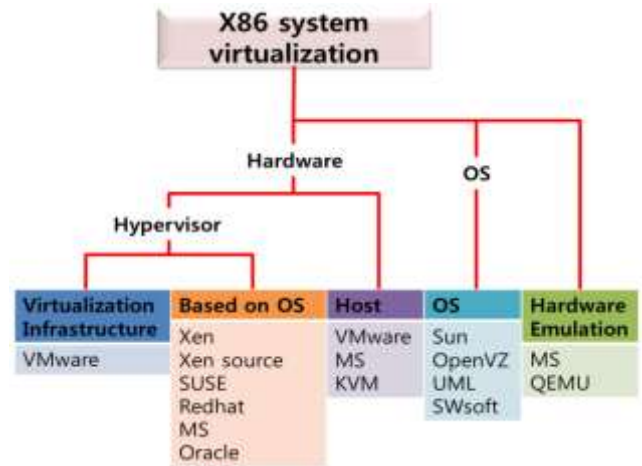 X86 system
virtualization
Hardware
OS
Hypervisor
Virtualization
Infrastructure
VMware
Based on OS
Xen
Xen source
SUSE
Redhat
MS
Oracle
Host
VMware
MS
KVM
OS
Sun
OpenVZ
UML
SWsoft
Hardware
Emulation
MS
QEMU